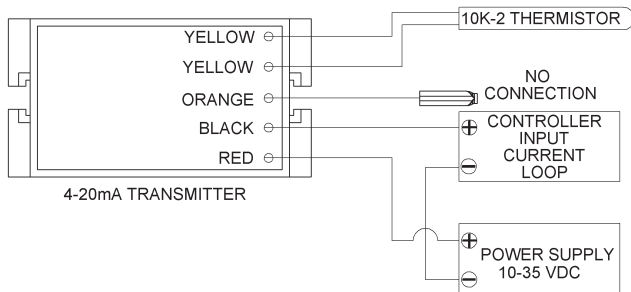 YELLOW
YELLOW
ORANGE
BLACK
RED
4-20mA TRANSMITTER
10K-2 THERMISTOR
NO
CONNECTION
+ CONTROLLER
INPUT
CURRENT
− LOOP
+
POWER SUPPLY
10-35 VDC
−